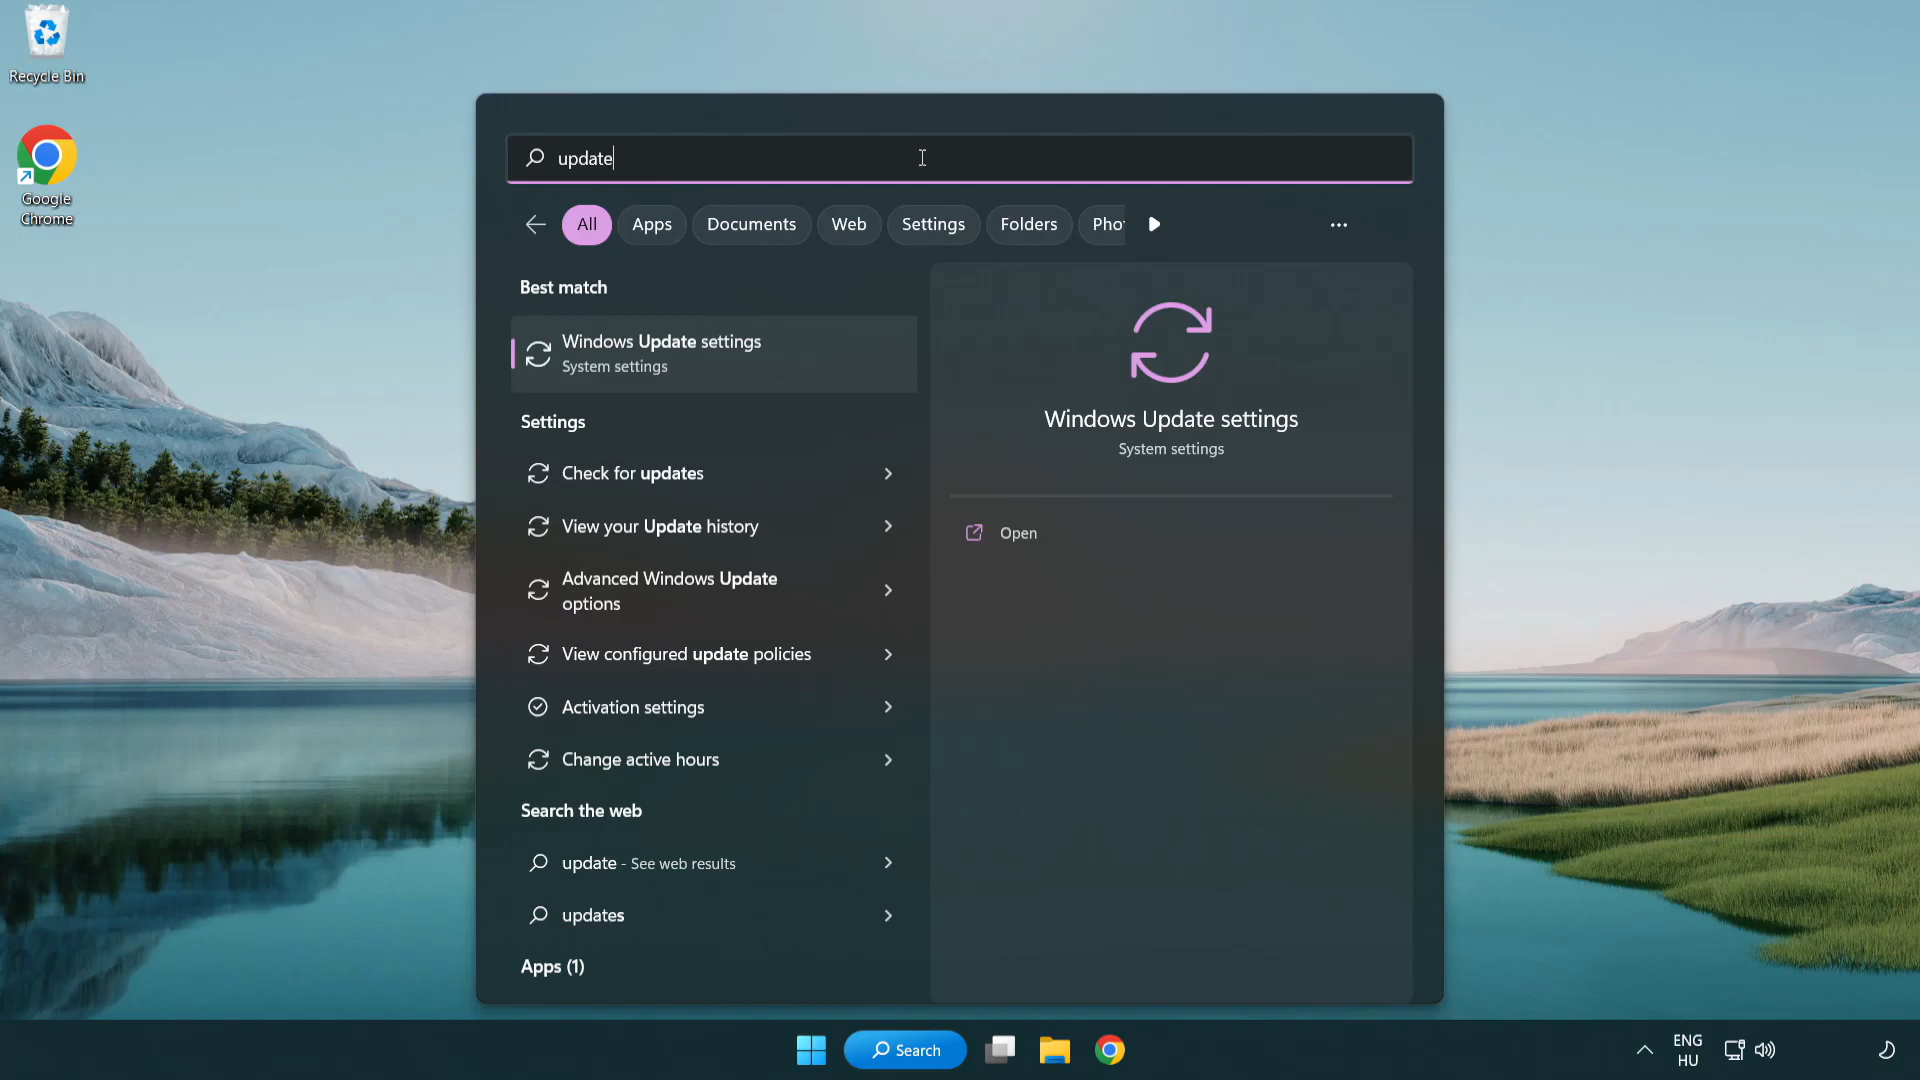 Recycle Bin
Google
Chrome
update
All
Apps
Documents
Web
Settings
Folders
Pho
Best match
Windows Update settings
System settings
Settings
Check for updates
View your Update history
Advanced Windows Update
options
View configured update policies
Activation settings
Change active hours
Search the web
update - See web results
updates
Apps (1)
Windows Update settings
System settings
Open
Search
ENG
HU